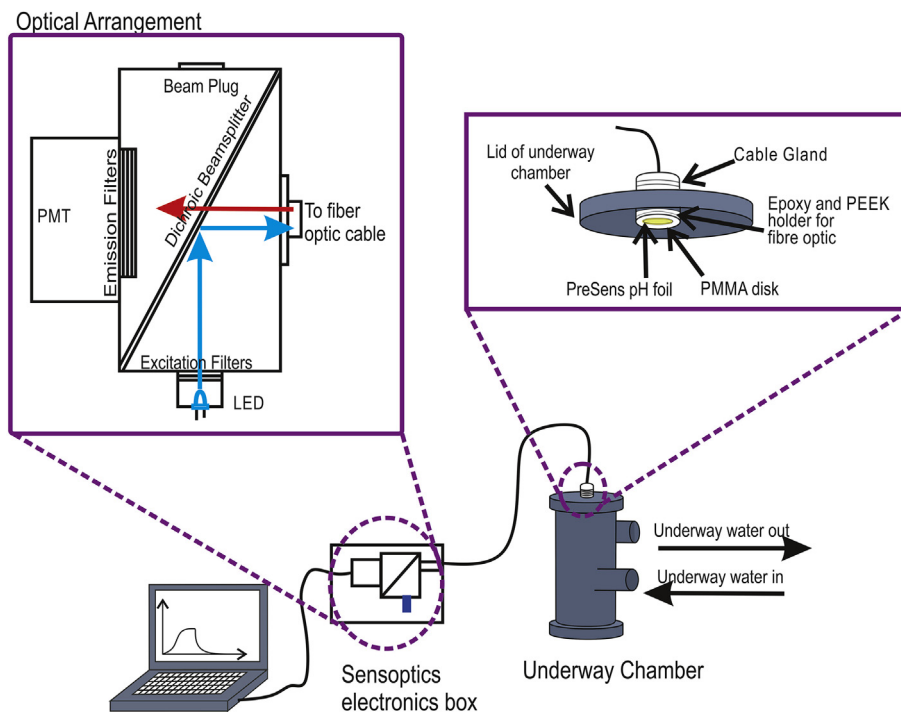 Optical Arrangement
Beam Plug
Dichroic Beamsplitter
Emission Filters
PMT
To fiber
optic cable
Excitation Filters
LED
Lid of underway
chamber
Cable Gland
Epoxy and PEEK
holder for
fibre optic
PreSens pH foil
PMMA disk
Underway water out
Underway water in
Sensoptics
electronics box
Underway Chamber